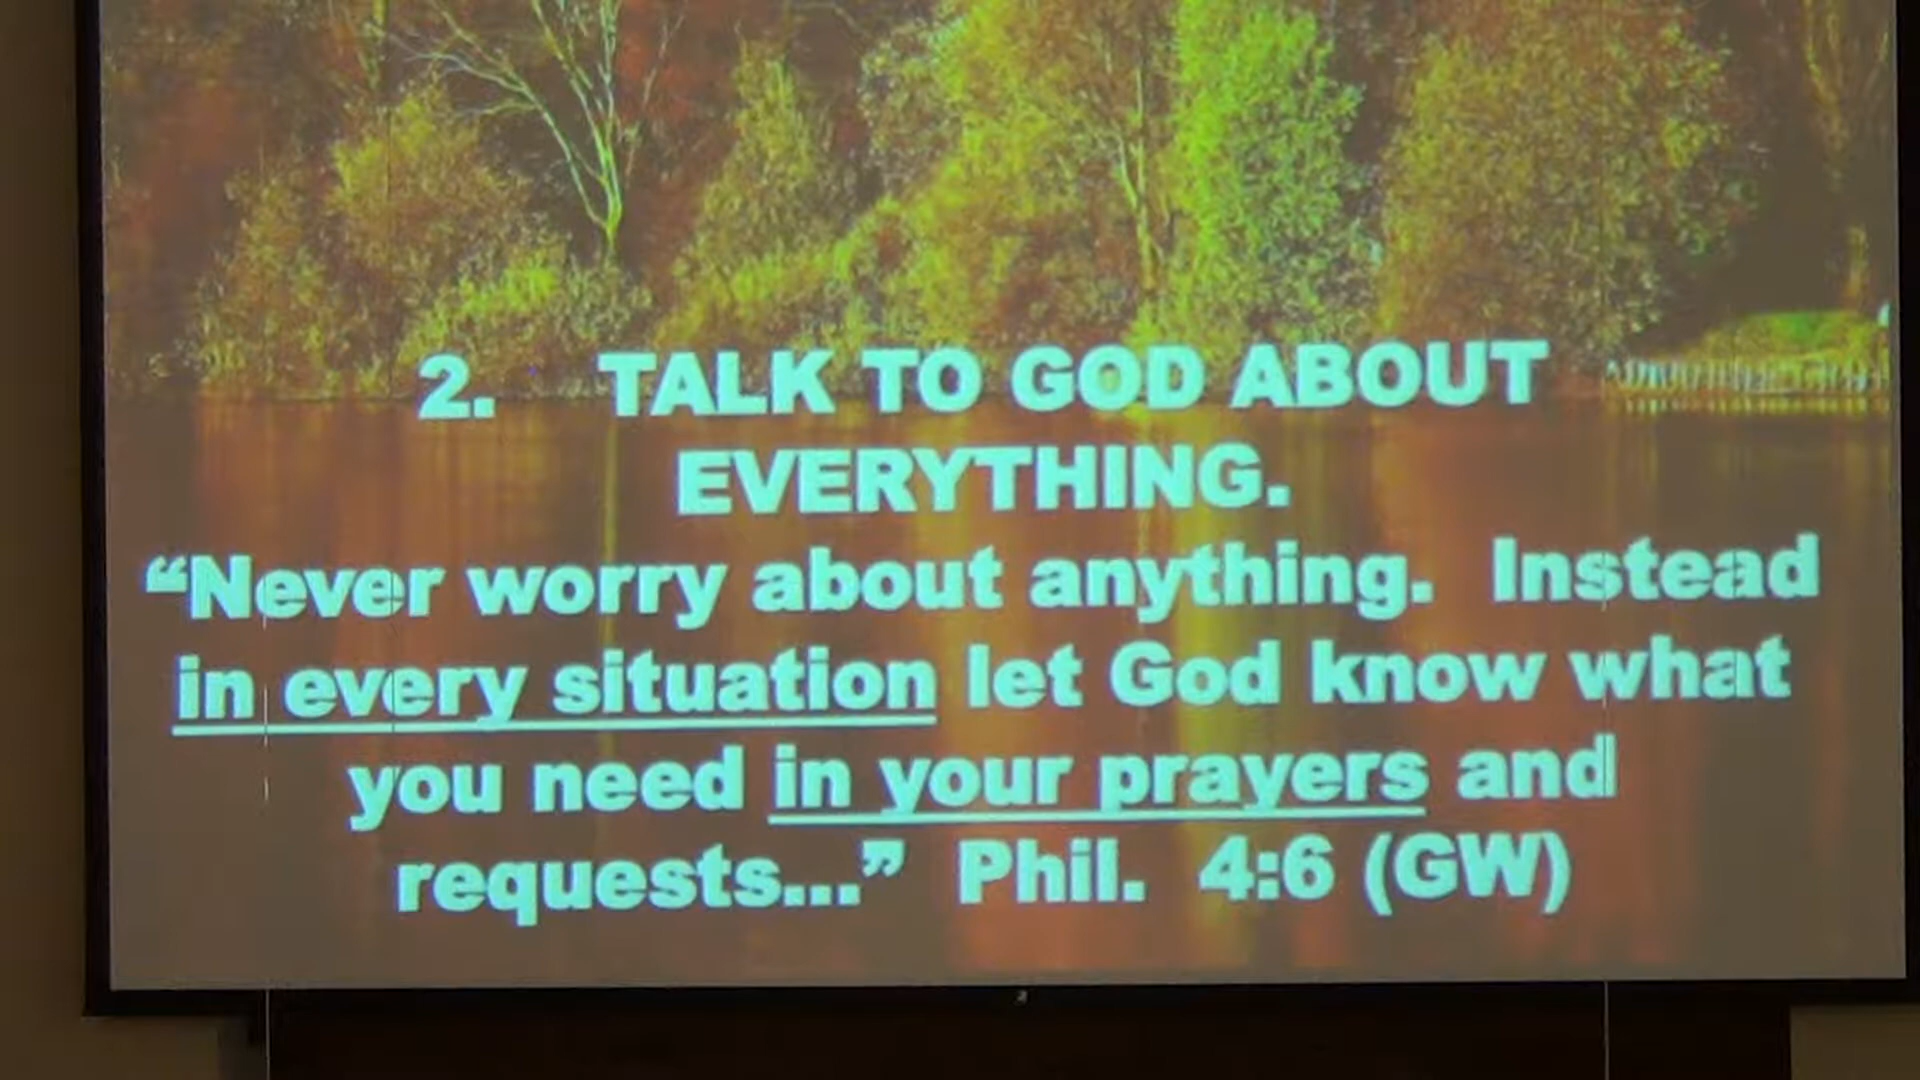 2. TALK TO GOD ABOUT
EVERYTHING.
“Never worry about anything. Instead
in every situation let God know what
you need in your prayers and
requests...” Phil. 4:6 (GW)